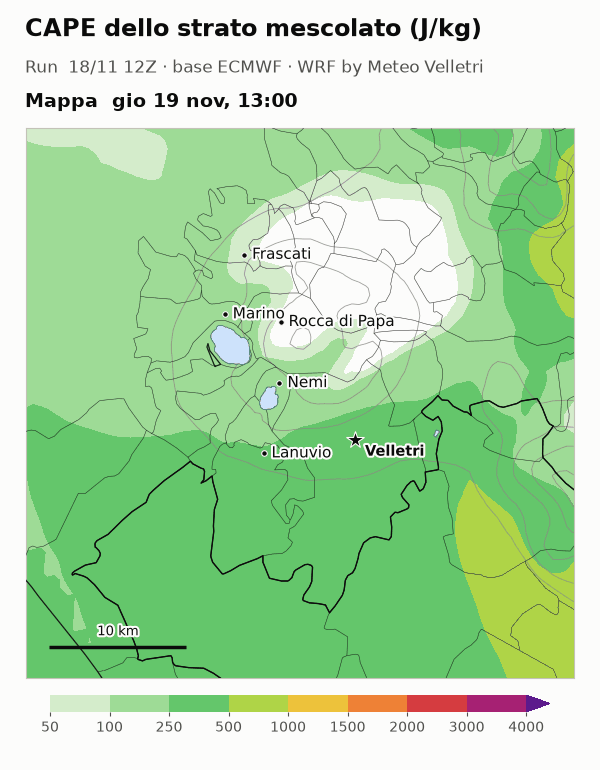 CAPE dello strato mescolato (J/kg)
Run  18/11 12Z · base ECMWF · WRF by Meteo Velletri
Mappa  gio 19 nov, 13:00
Frascati
Marino
Rocca di Papa
Nemi
Velletri
Lanuvio
10 km
50 100 250 500 1000 1500 2000 3000 4000